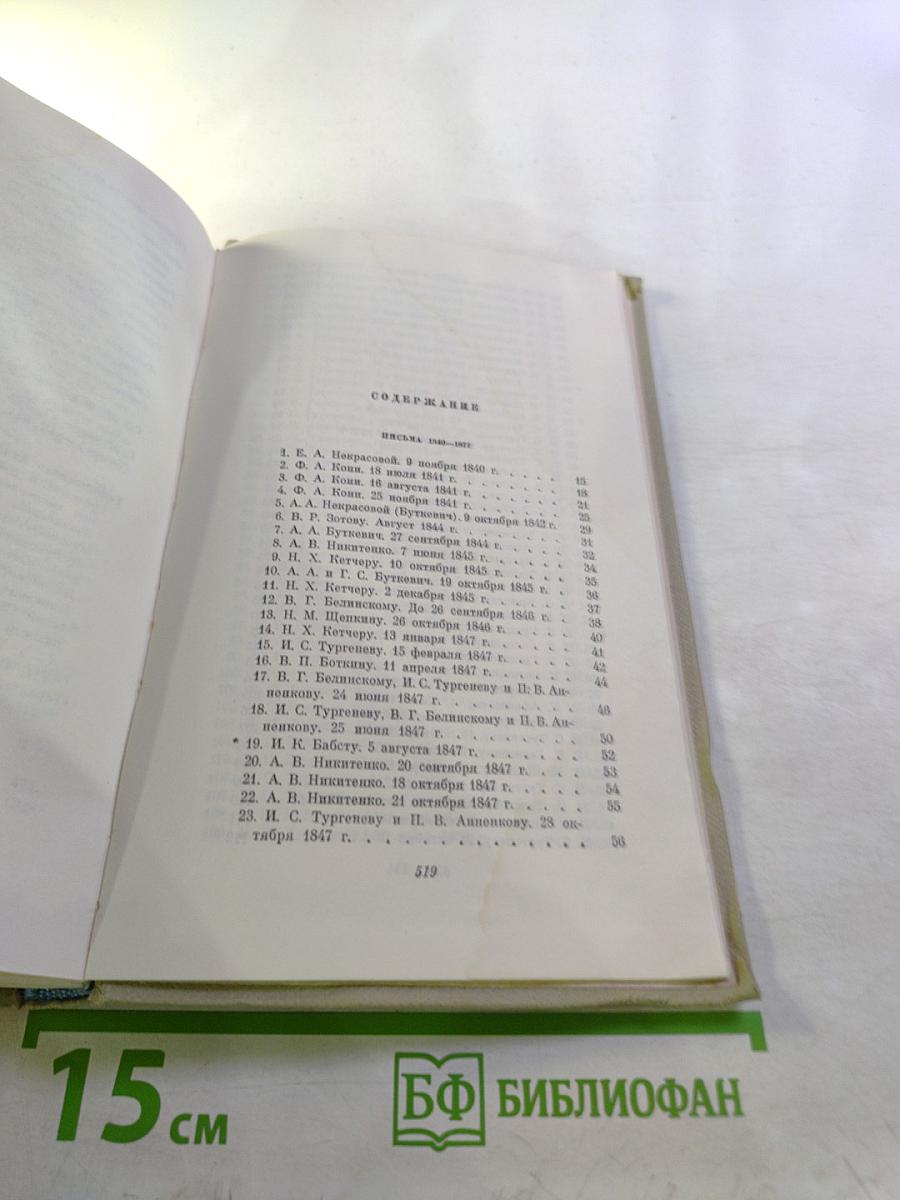 СОДЕРЖАНИЕ
ПИСЬМА 1840—1877
1. Е. А. Некрасовой. 9 ноября 1840 г. . . . . 15
2. Ф. А. Кони. 18 июля 1841 г. . . . . . . . 18
3. Ф. А. Кони. 16 августа 1841 г. . . . . . . 21
4. Ф. А. Кони. 25 ноября 1841 г. . . . . . . 25
5. А. А. Некрасовой (Буткевич). 9 октября 1842 г. 29
6. В. Р. Зотову. Август 1844 г. . . . . . . . 31
7. А. А. Буткевич. 27 сентября 1844 г. . . . . 32
8. А. В. Никитенко. 7 июня 1845 г. . . . . . 34
9. Н. Х. Кетчеру. 10 октября 1845 г. . . . . 35
10. А. А. и Г. С. Буткевич. 19 октября 1845 г. . 36
11. Н. Х. Кетчеру. 2 декабря 1845 г. . . . . . 37
12. В. Г. Белинскому. До 26 сентября 1846 г. . 38
13. Н. М. Щепкину. 26 октября 1846 г. . . . . 40
14. Н. Х. Кетчеру. 13 января 1847 г. . . . . . 41
15. И. С. Тургеневу. 15 февраля 1847 г. . . . . 42
16. В. П. Боткину. 11 апреля 1847 г. . . . . . 44
17. В. Г. Белинскому, И. С. Тургеневу и П. В. Ан-
ненкову. 24 июня 1847 г. . . . . . . . . 46
18. И. С. Тургеневу, В. Г. Белинскому и П. В. Ан-
ненкову. 25 июня 1847 г. . . . . . . . . 50
* 19. И. К. Бабсту. 5 августа 1847 г. . . . . . . 52
20. А. В. Никитенко. 20 сентября 1847 г. . . . 53
21. А. В. Никитенко. 18 октября 1847 г. . . . . 54
22. А. В. Никитенко. 21 октября 1847 г. . . . . 55
23. И. С. Тургеневу и П. В. Анненкову. 28 ок-
тября 1847 г. . . . . . . . . . . . . . 56
519
15 см
БФ БИБЛИОФАН